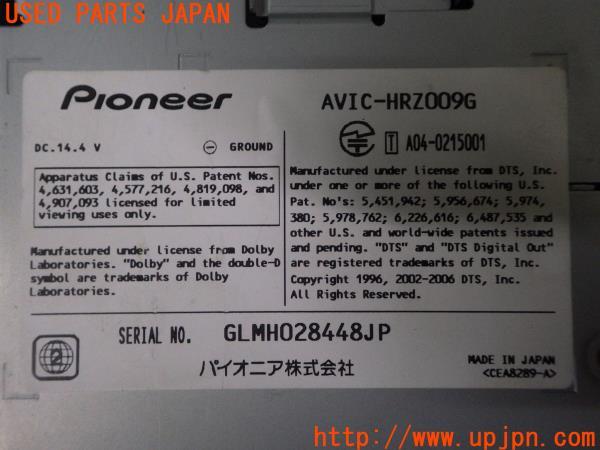 USED PARTS JAPAN
Pioneer
AVIC-HRZ009G
DC.14.4 V
⊖ GROUND
T A04-0215001
Apparatus Claims of U.S. Patent Nos.
4,631,603, 4,577,216, 4,819,098, and
4,907,093 licensed for limited
viewing uses only.
Manufactured under license from Dolby
Laboratories. "Dolby" and the double-D
symbol are trademarks of Dolby
Laboratories.
Manufactured under license from DTS, Inc.
under one or more of the following U.S.
Pat. No's: 5,451,942; 5,956,674; 5,974,
380; 5,978,762; 6,226,616; 6,487,535 and
other U.S. and world-wide patents issued
and pending. "DTS" and "DTS Digital Out"
are registered trademarks of DTS, Inc.
Copyright 1996, 2002-2006 DTS, Inc.
All Rights Reserved.
SERIAL NO. GLMH028448JP
2
パイオニア株式会社
MADE IN JAPAN
<CEA8289-A>
http://www.upjpn.com/